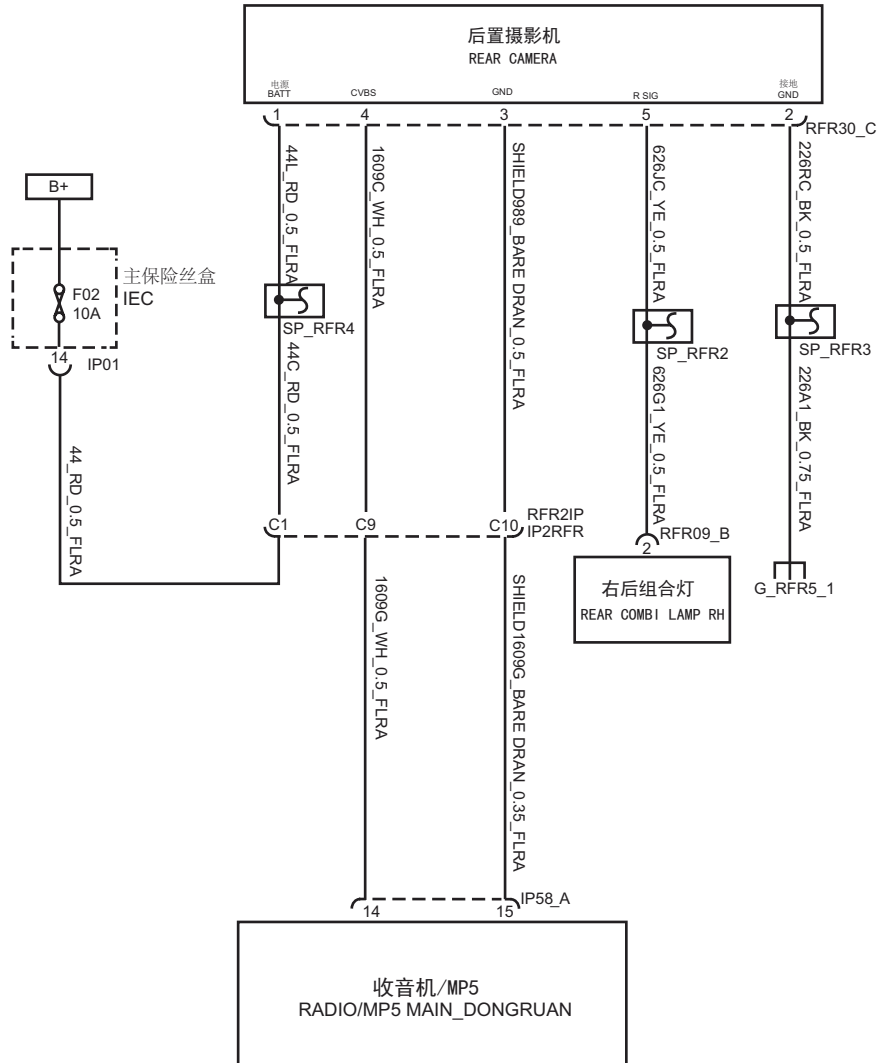 后置摄影机
REAR CAMERA
电源
BATT
CVBS
GND
R SIG
接地
GND
1
4
3
5
2
RFR30_C
44L_RD_0.5_FLRA
1609C_WH_0.5_FLRA
SHIELD989_BARE DRAN_0.5_FLRA
626JC_YE_0.5_FLRA
226RC_BK_0.5_FLRA
B+
主保险丝盒
IEC
F02
10A
14
IP01
SP_RFR4
SP_RFR2
SP_RFR3
44_RD_0.5_FLRA
44C_RD_0.5_FLRA
626G1_YE_0.5_FLRA
226A1_BK_0.75_FLRA
C1
C9
C10
RFR2IP
IP2RFR
RFR09_B
2
右后组合灯
REAR COMBI LAMP RH
G_RFR5_1
1609G_WH_0.5_FLRA
SHIELD1609G_BARE DRAN_0.35_FLRA
14
15
IP58_A
收音机/MP5
RADIO/MP5 MAIN_DONGRUAN